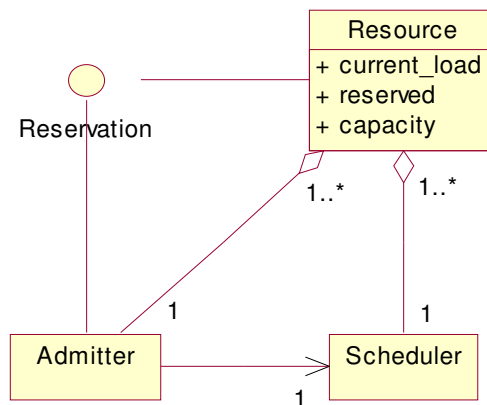 Resource
+ current_load
+ reserved
+ capacity
Reservation
1..*
1..*
1
1
Admitter
Scheduler
1